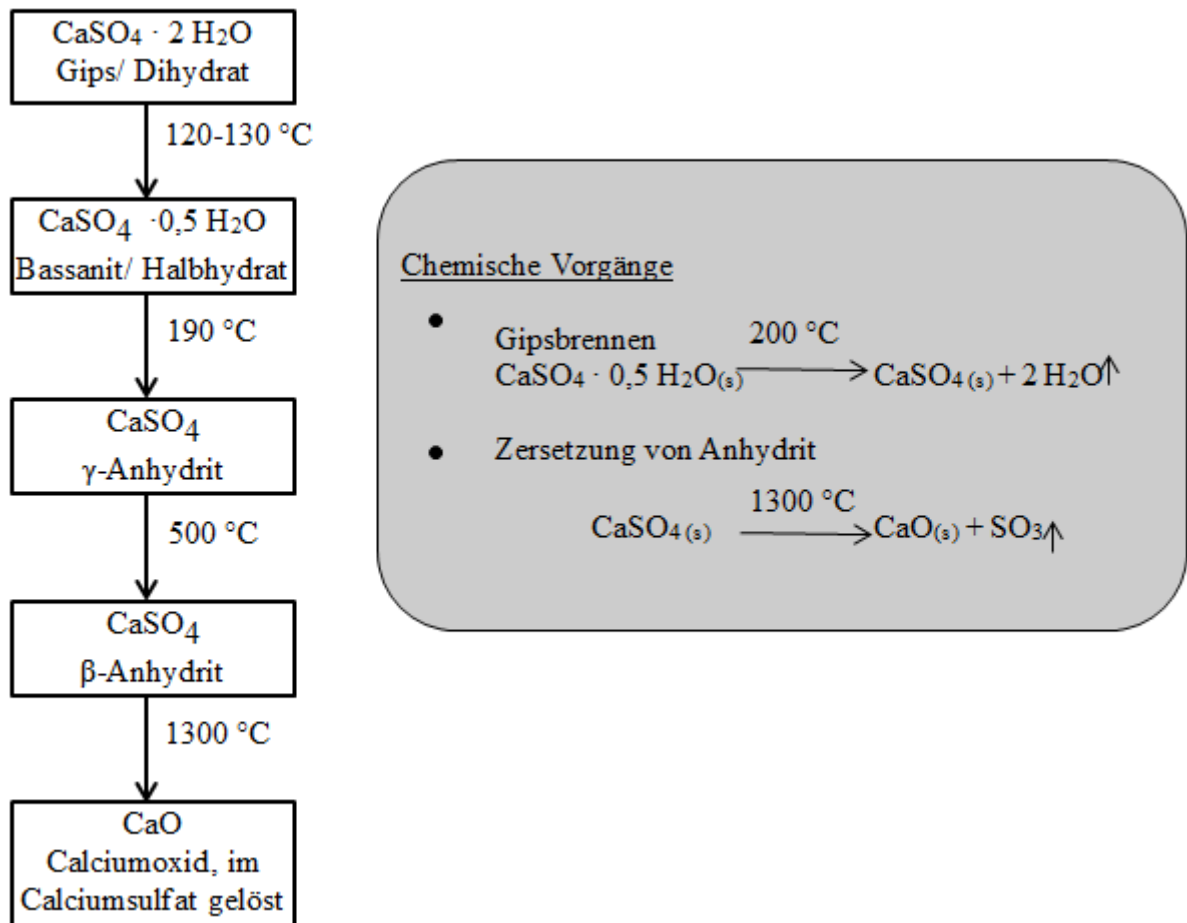 CaSO₄ · 2 H₂O
Gips/ Dihydrat
120-130 °C
CaSO₄ ·0,5 H₂O
Bassanit/ Halbhydrat
190 °C
CaSO₄
γ-Anhydrit
500 °C
CaSO₄
β-Anhydrit
1300 °C
CaO
Calciumoxid, im
Calciumsulfat gelöst
Chemische Vorgänge
• Gipsbrennen
200 °C
CaSO₄ · 0,5 H₂O(s) → CaSO₄ (s) + 2 H₂O↑
• Zersetzung von Anhydrit
1300 °C
CaSO₄ (s) → CaO(s) + SO₃↑